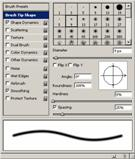 Brush Presets
Brush Tip Shape
Shape Dynamics
Scattering
Texture
Dual Brush
Color Dynamics
Other Dynamics
Noise
Wet Edges
Airbrush
Smoothing
Protect Texture
Diameter
Flip X
Flip Y
Angle:
Roundness: 100%
Hardness
Spacing